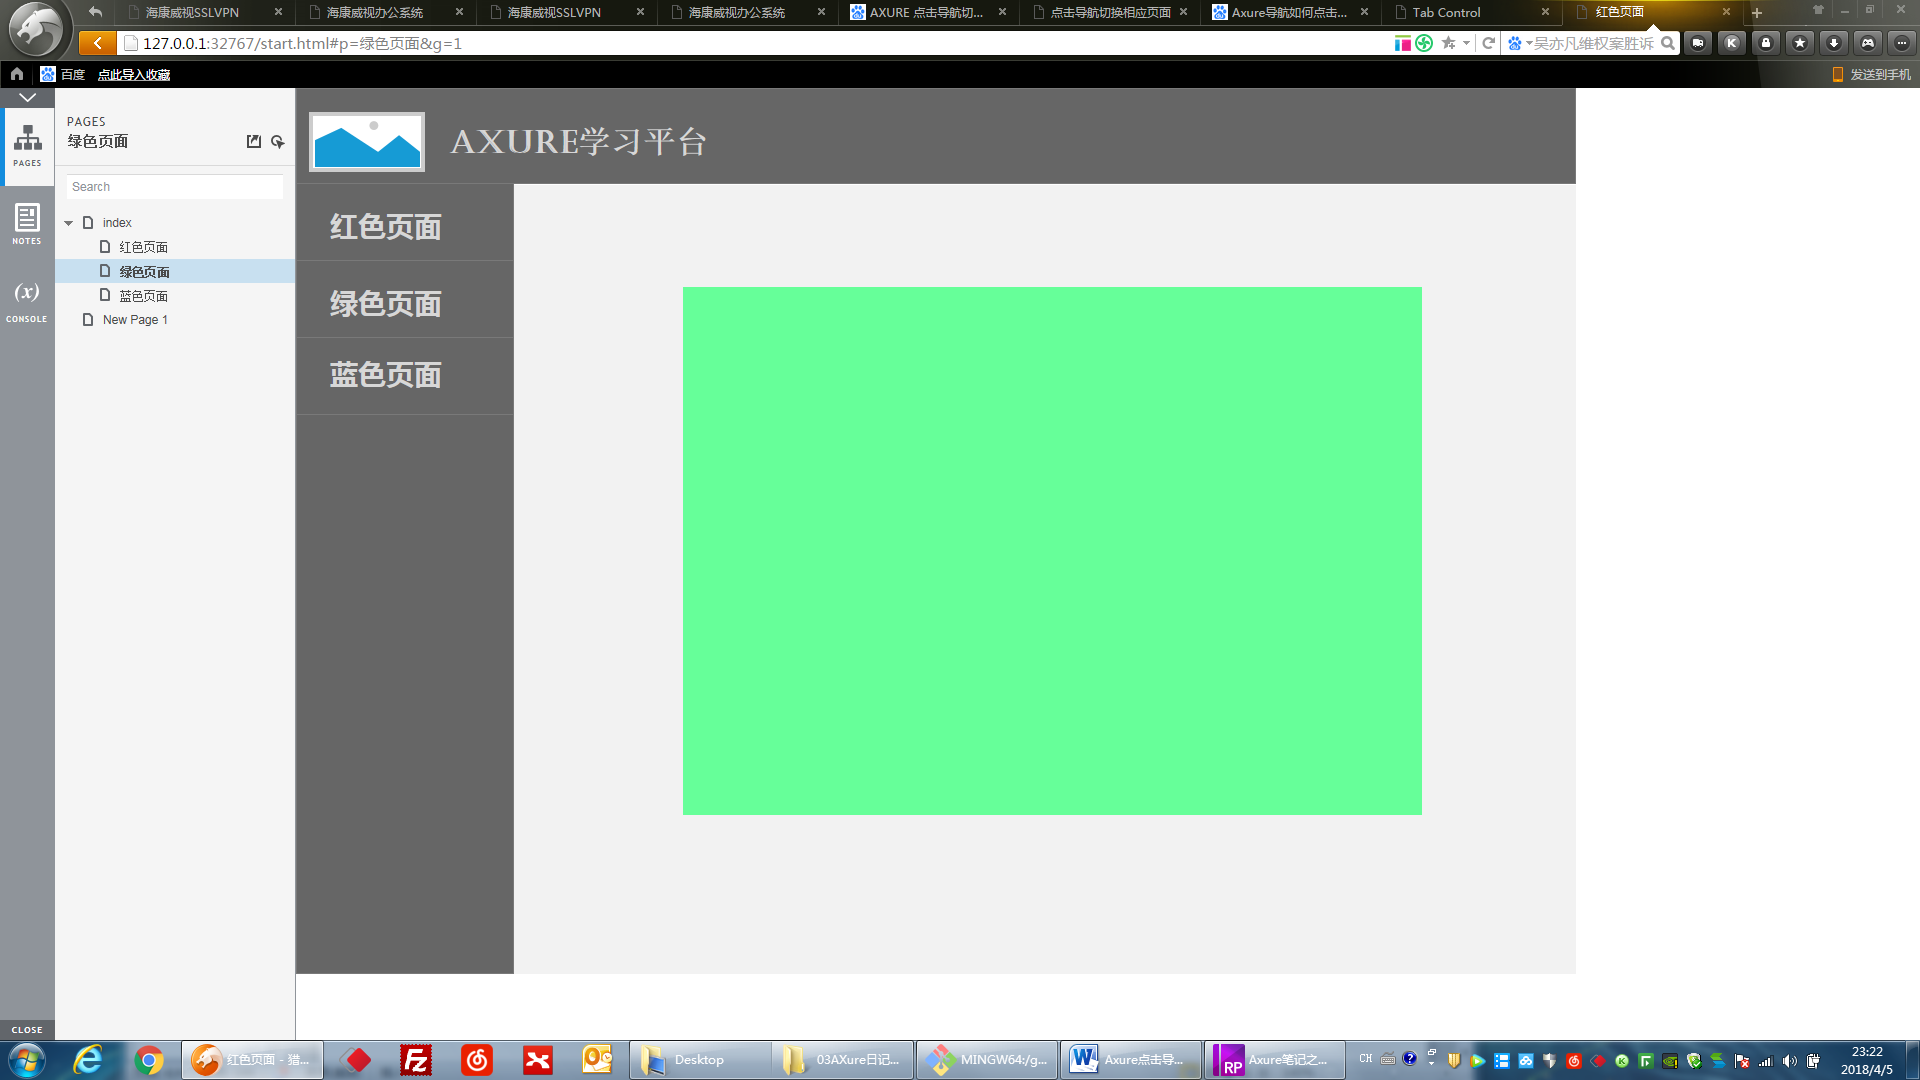 海康威视SSLVPN
海康威视办公系统
海康威视SSLVPN
海康威视办公系统
AXURE 点击导航切...
点击导航切换相应页面
Axure导航如何点击...
Tab Control
红色页面
127.0.0.1:32767/start.html#p=绿色页面&g=1
吴亦凡维权案胜诉
百度
点此导入收藏
发送到手机
PAGES
NOTES
(x)
CONSOLE
CLOSE
PAGES
绿色页面
Search
index
红色页面
绿色页面
蓝色页面
New Page 1
AXURE学习平台
红色页面
绿色页面
蓝色页面
红色页面 - 猎...
Desktop
03AXure日记...
MINGW64:/g...
Axure点击导...
Axure笔记之...
CH
23:22
2018/4/5